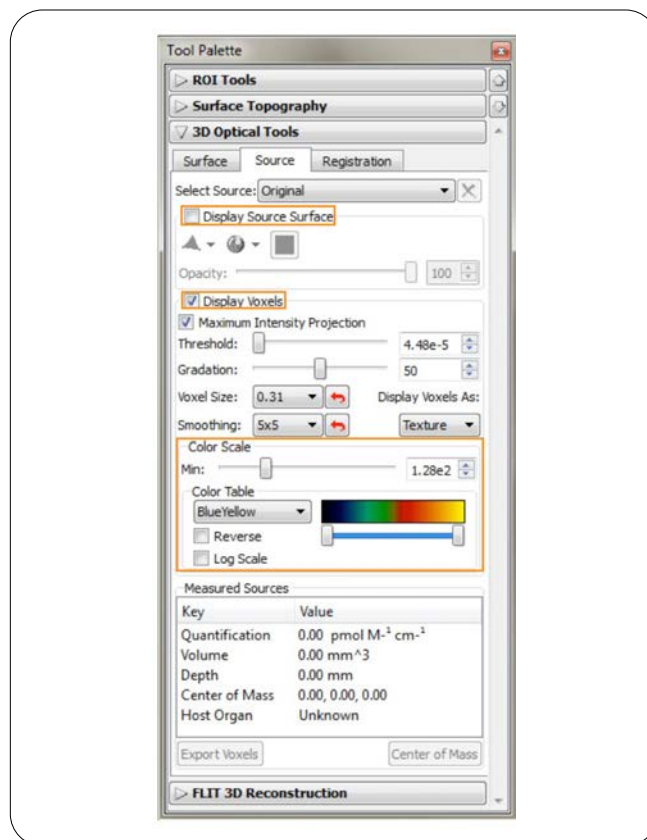 Tool Palette
ROI Tools
Surface Topography
3D Optical Tools
Surface Source Registration
Select Source: Original
Display Source Surface
Opacity: 100
Display Voxels
Maximum Intensity Projection
Threshold: 4.48e-5
Gradation: 50
Voxel Size: 0.31 Display Voxels As:
Smoothing: 5x5 Texture
Color Scale
Min: 1.28e2
Color Table
BlueYellow
Reverse
Log Scale
Measured Sources
Key Value
Quantification 0.00 pmol M-¹ cm-¹
Volume 0.00 mm^3
Depth 0.00 mm
Center of Mass 0.00, 0.00, 0.00
Host Organ Unknown
Export Voxels Center of Mass
FLIT 3D Reconstruction